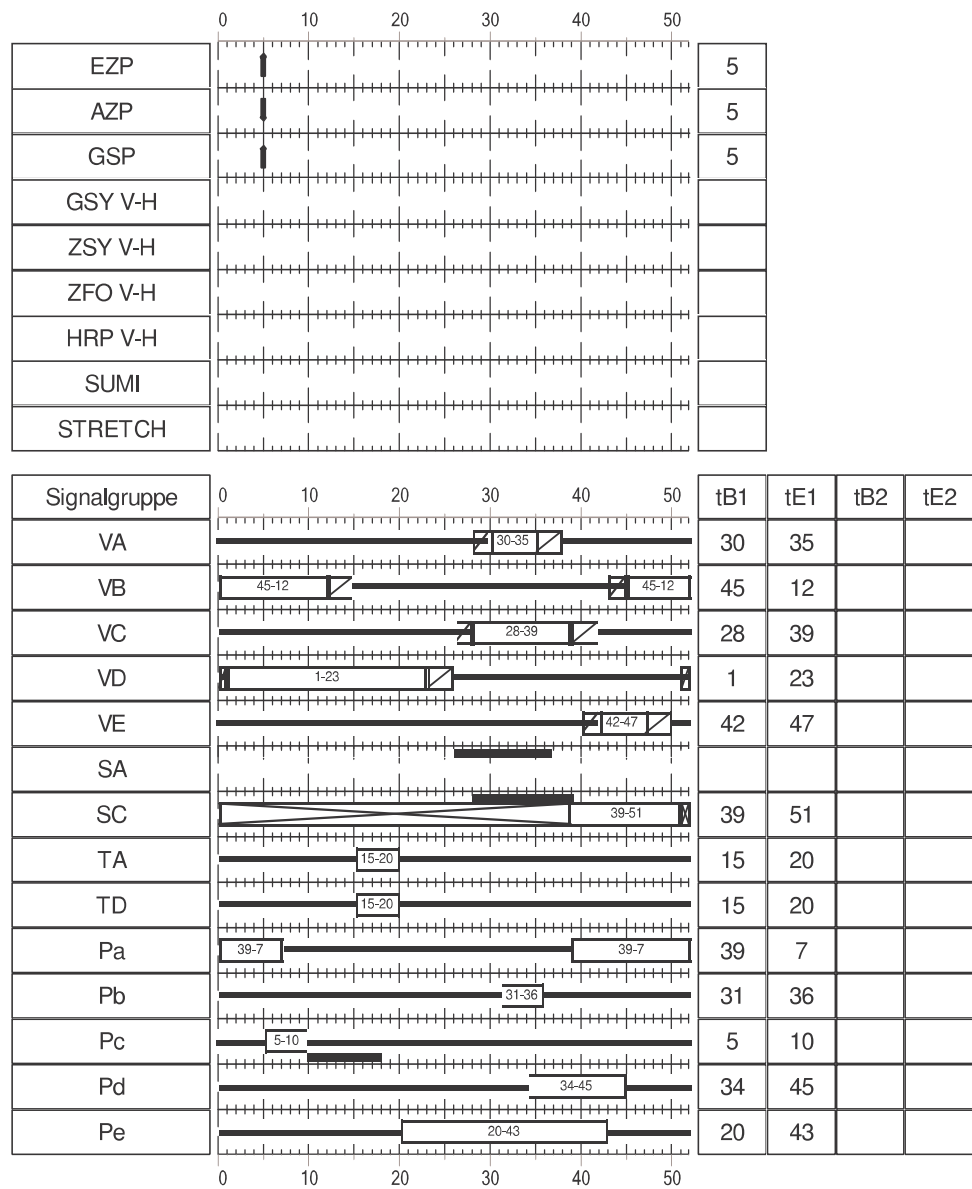 0 10 20 30 40 50
EZP 5
AZP 5
GSP 5
GSY V-H
ZSY V-H
ZFO V-H
HRP V-H
SUMI
STRETCH
Signalgruppe 0 10 20 30 40 50 tB1 tE1 tB2 tE2
VA 30-35 30 35
VB 45-12 45-12 45 12
VC 28-39 28 39
VD 1-23 1 23
VE 42-47 42 47
SA
SC 39-51 39 51
TA 15-20 15 20
TD 15-20 15 20
Pa 39-7 39-7 39 7
Pb 31-36 31 36
Pc 5-10 5 10
Pd 34-45 34 45
Pe 20-43 20 43
0 10 20 30 40 50